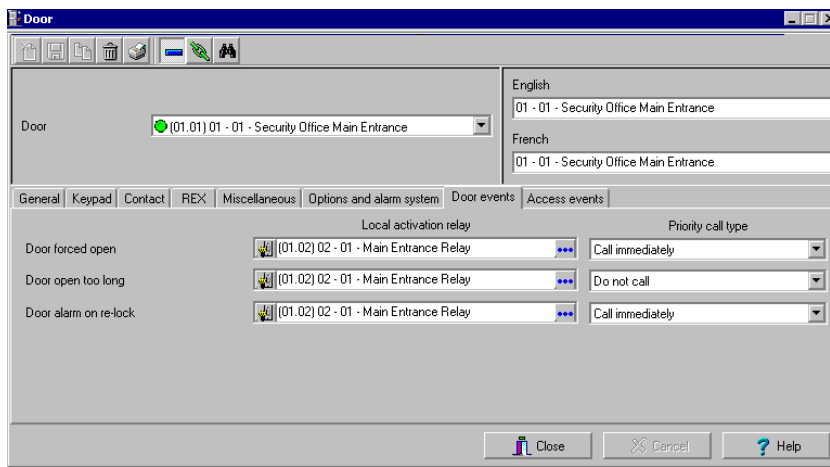 Door
English
Door
(01.01) 01 - 01 - Security Office Main Entrance
01 - 01 - Security Office Main Entrance
French
01 - 01 - Security Office Main Entrance
General Keypad Contact REX Miscellaneous Options and alarm system Door events Access events
Local activation relay Priority call type
Door forced open (01.02) 02 - 01 - Main Entrance Relay Call immediately
Door open too long (01.02) 02 - 01 - Main Entrance Relay Do not call
Door alarm on re-lock (01.02) 02 - 01 - Main Entrance Relay Call immediately
Close Cancel ? Help